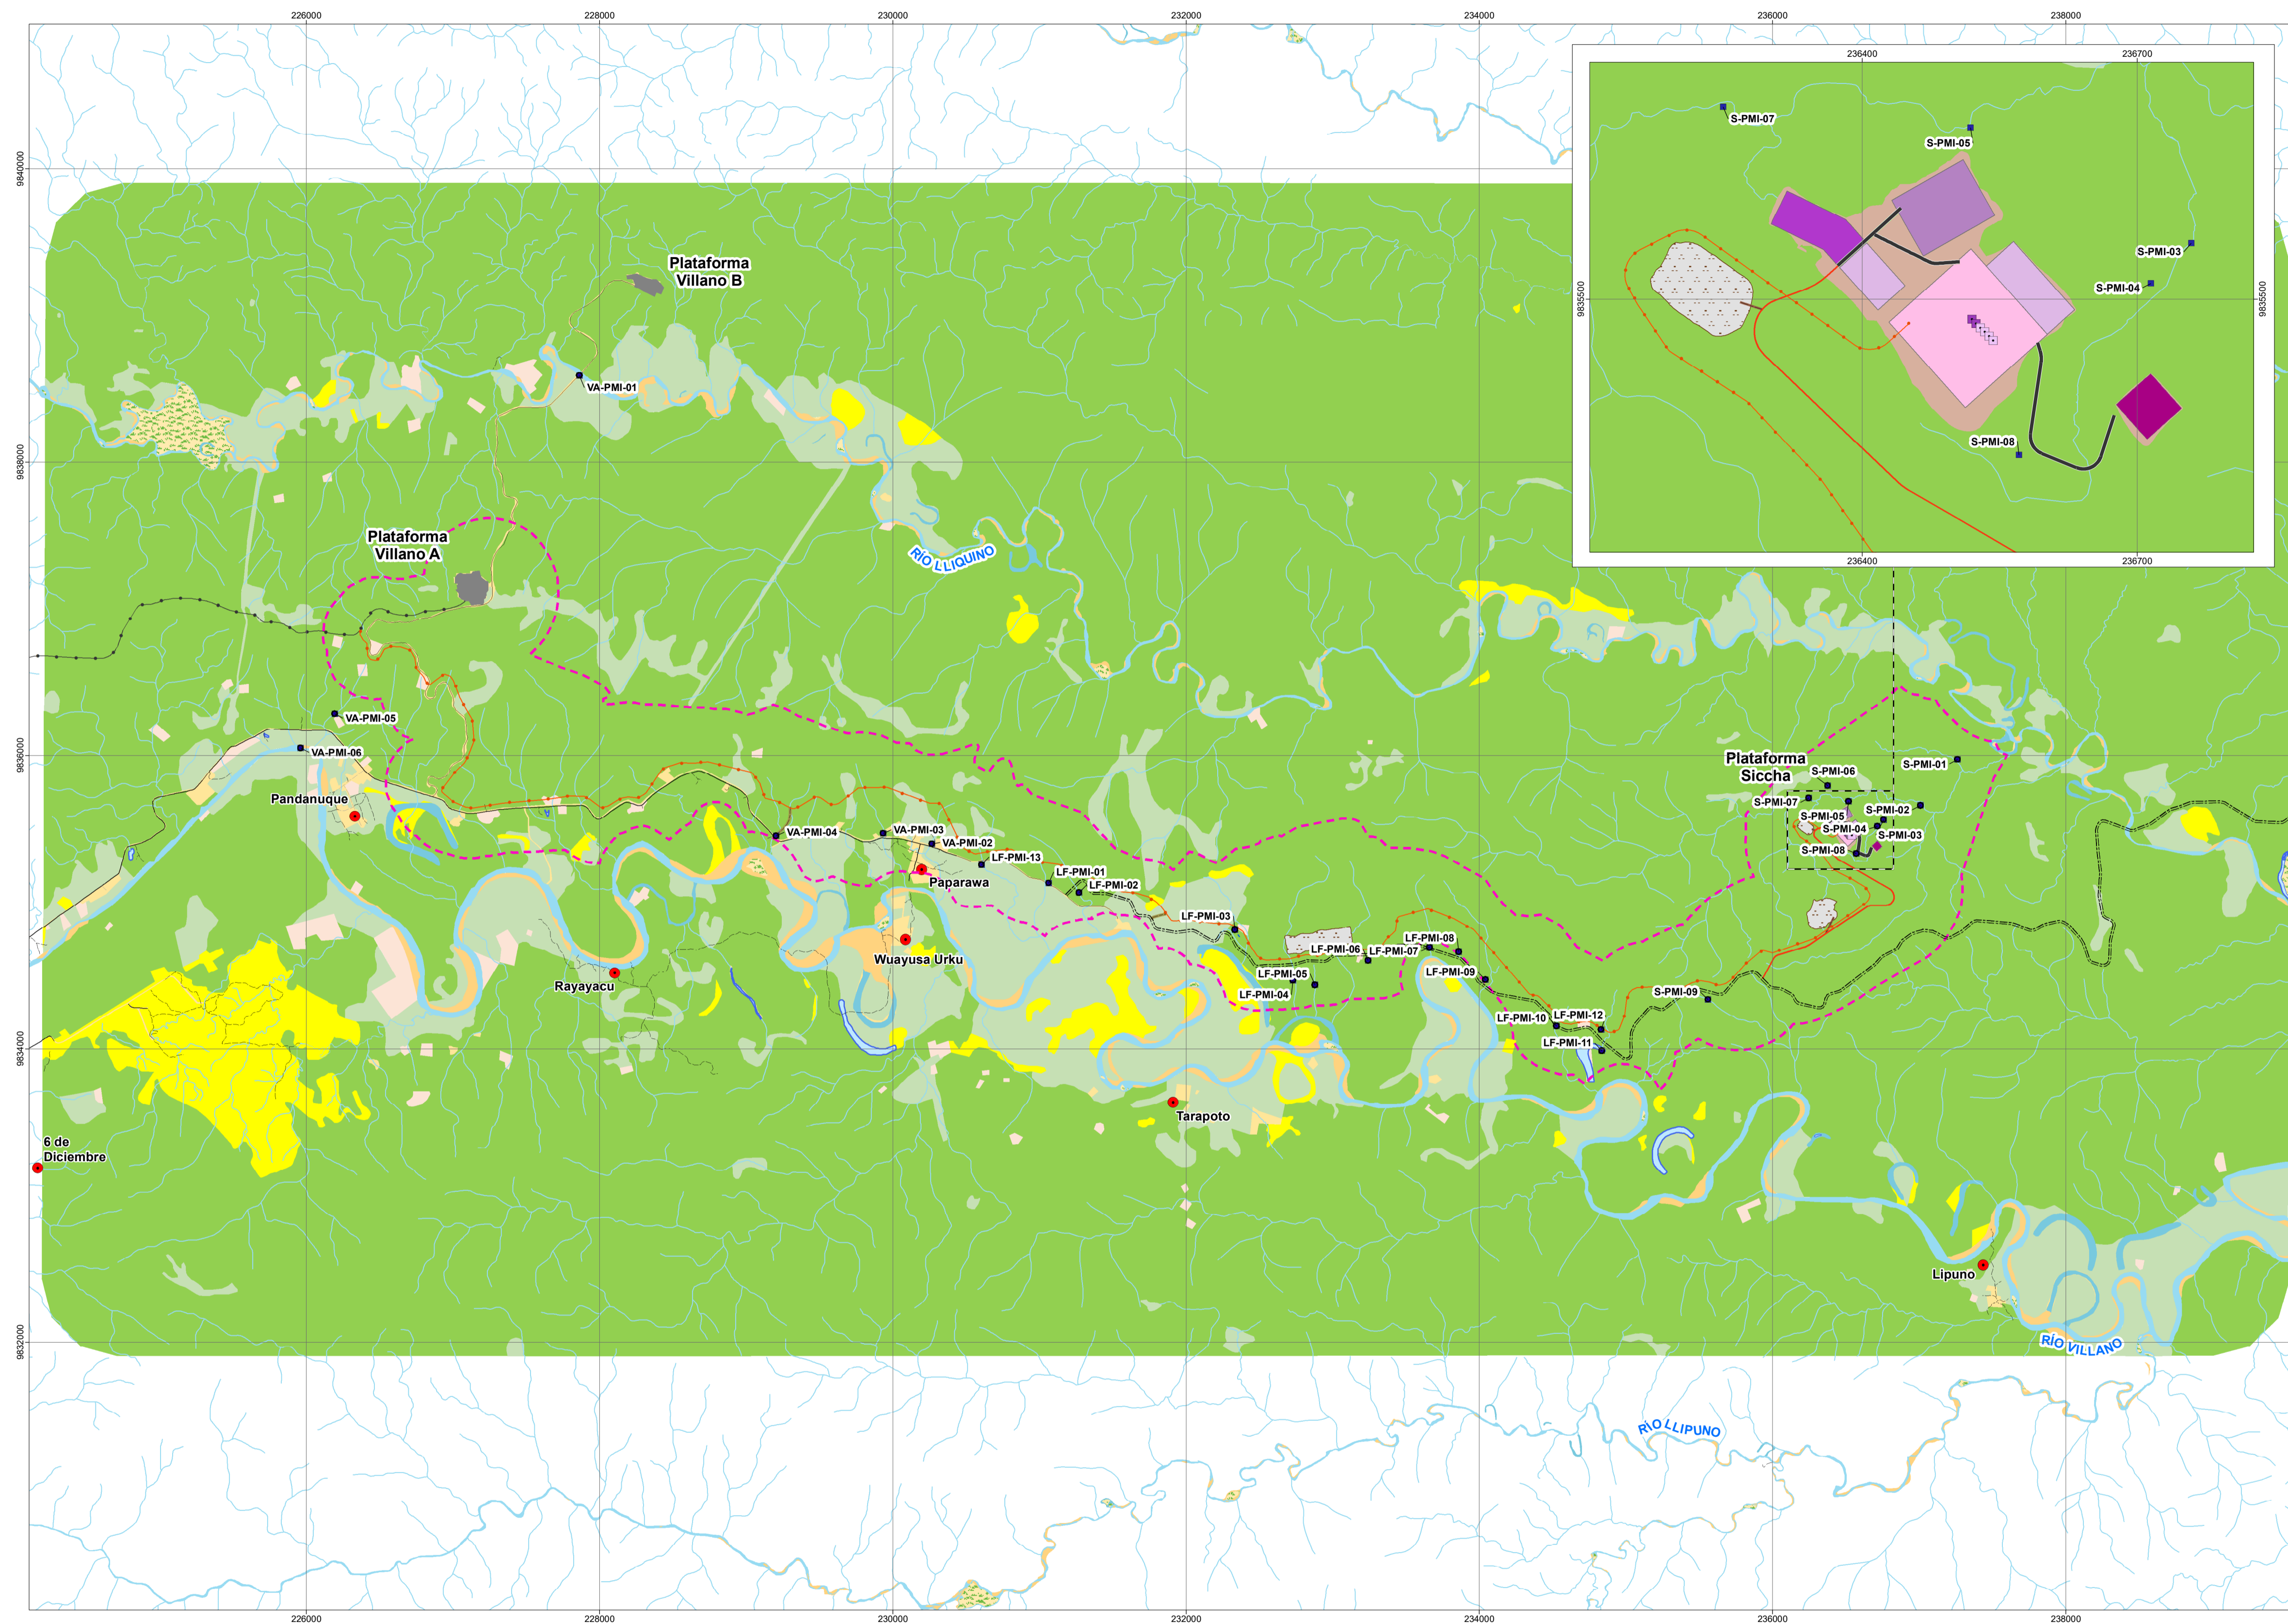 226000
228000
230000
232000
234000
236000
238000
236400
236700
S-PMI-07
S-PMI-05
S-PMI-03
S-PMI-04
S-PMI-08
9835500
9835500
236400
236700
9840000
9838000
9836000
9834000
9832000
Plataforma
Villano B
VA-PMI-01
Plataforma
Villano A
RÍO LLIQUINO
VA-PMI-05
VA-PMI-06
Pandanuque
VA-PMI-04
VA-PMI-03
VA-PMI-02
LF-PMI-13
Paparawa
LF-PMI-01
LF-PMI-02
LF-PMI-03
Wuayusa Urku
Rayayacu
LF-PMI-06
LF-PMI-07
LF-PMI-08
LF-PMI-05
LF-PMI-04
LF-PMI-09
LF-PMI-10
LF-PMI-12
LF-PMI-11
S-PMI-09
Plataforma
Siccha
S-PMI-06
S-PMI-01
S-PMI-07
S-PMI-02
S-PMI-05
S-PMI-04
S-PMI-03
S-PMI-08
Tarapoto
6 de
Diciembre
Lipuno
RÍO VILLANO
RÍO LLIPUNO
226000
228000
230000
232000
234000
236000
238000